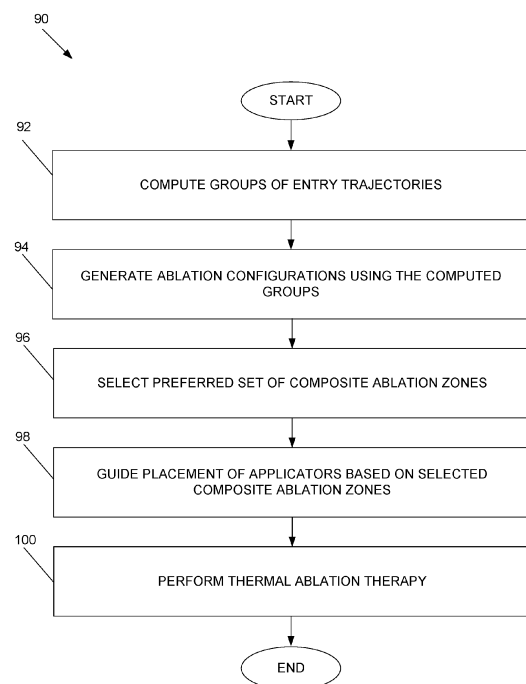 90
START
92
COMPUTE GROUPS OF ENTRY TRAJECTORIES
94
GENERATE ABLATION CONFIGURATIONS USING THE COMPUTED
GROUPS
96
SELECT PREFERRED SET OF COMPOSITE ABLATION ZONES
98
GUIDE PLACEMENT OF APPLICATORS BASED ON SELECTED
COMPOSITE ABLATION ZONES
100
PERFORM THERMAL ABLATION THERAPY
END